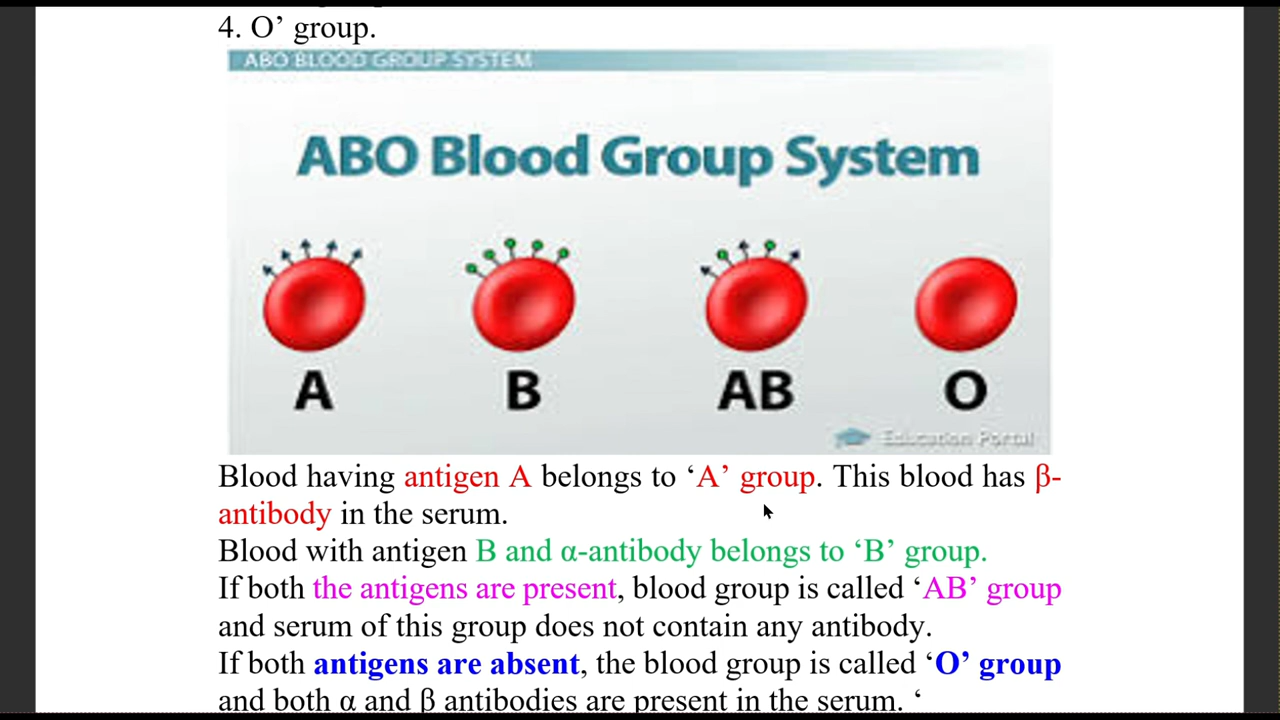 4. O’ group.
ABO BLOOD GROUP SYSTEM
ABO Blood Group System
A B AB O
Education Portal
Blood having antigen A belongs to ‘A’ group. This blood has β-
antibody in the serum.
Blood with antigen B and α-antibody belongs to ‘B’ group.
If both the antigens are present, blood group is called ‘AB’ group
and serum of this group does not contain any antibody.
If both antigens are absent, the blood group is called ‘O’ group
and both α and β antibodies are present in the serum. ‘